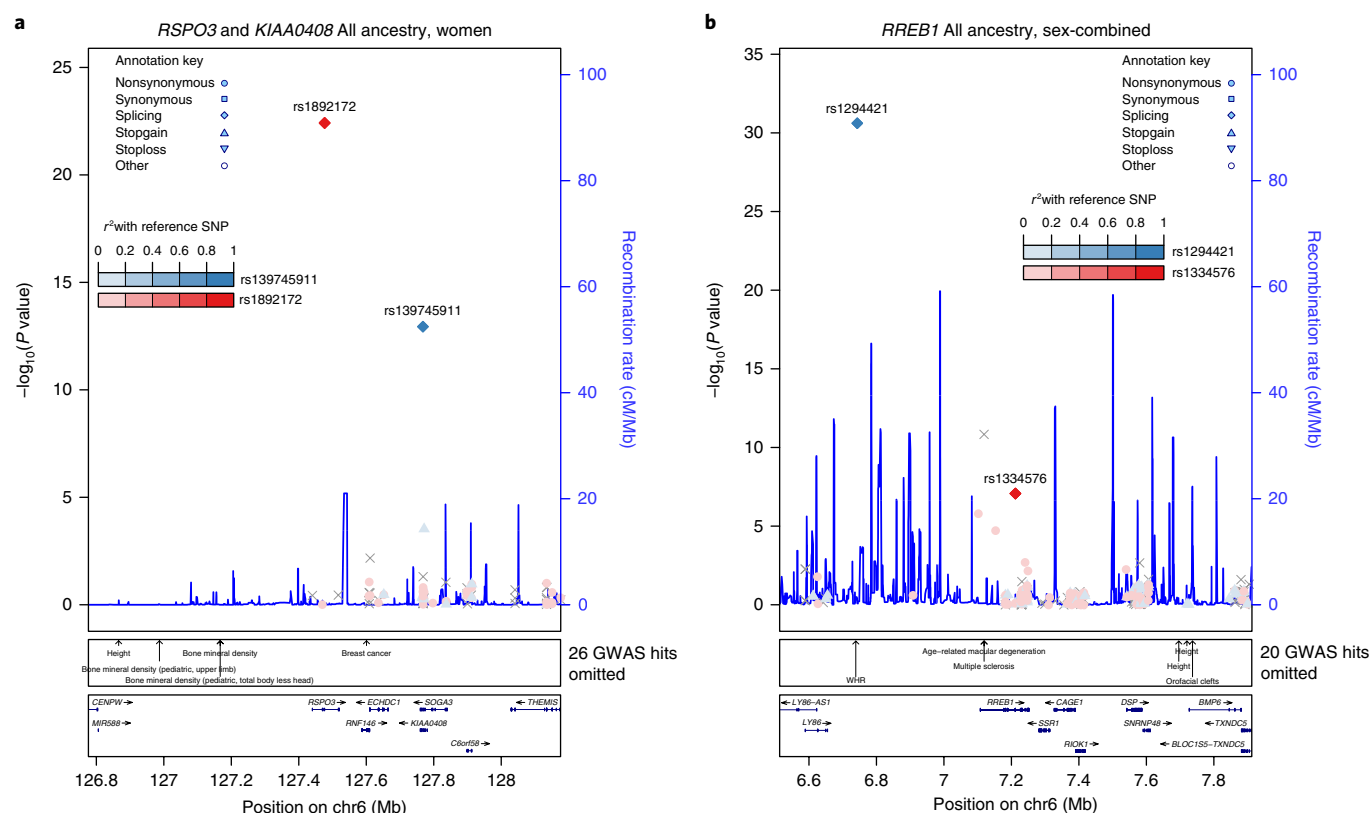 a
RSPO3 and KIAA0408 All ancestry, women
Annotation key
Nonsynonymous
Synonymous
Splicing
Stopgain
Stoploss
Other
r² with reference SNP
0 0.2 0.4 0.6 0.8 1
rs139745911
rs1892172
rs1892172
rs139745911
25
20
15
10
5
0
–log10(P value)
100
80
60
40
20
0
Recombination rate (cM/Mb)
Height
Bone mineral density
Breast cancer
Bone mineral density (pediatric, upper limb)
Bone mineral density (pediatric, total body less head)
26 GWAS hits
omitted
CENPW
RSPO3
ECHDC1
SOGA3
THEMIS
MIR588
RNF146
KIAA0408
C6orf58
126.8 127 127.2 127.4 127.6 127.8 128
Position on chr6 (Mb)
b
RREB1 All ancestry, sex-combined
Annotation key
Nonsynonymous
Synonymous
Splicing
Stopgain
Stoploss
Other
r² with reference SNP
0 0.2 0.4 0.6 0.8 1
rs1294421
rs1334576
rs1294421
rs1334576
35
30
25
20
15
10
5
0
–log10(P value)
100
80
60
40
20
0
Recombination rate (cM/Mb)
Age−related macular degeneration
Height
Multiple sclerosis
Height
WHR
Orofacial clefts
20 GWAS hits
omitted
LY86−AS1
RREB1
CAGE1
DSP
BMP6
LY86
SSR1
SNRNP48
TXNDC5
RIOK1
BLOC1S5−TXNDC5
6.6 6.8 7 7.2 7.4 7.6 7.8
Position on chr6 (Mb)